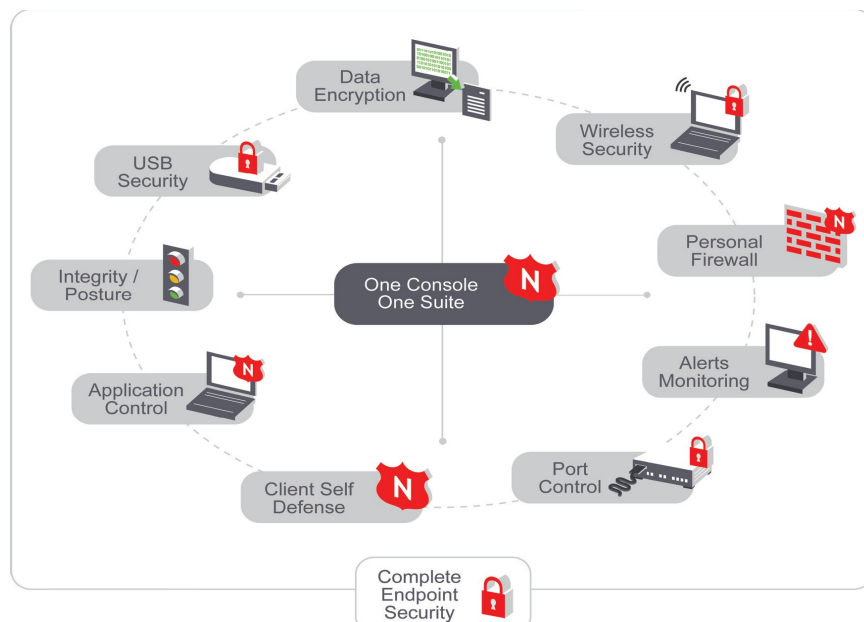 Data
Encryption
Wireless
Security
USB
Security
Personal
Firewall
N
Integrity /
Posture
One Console
One Suite
N
Alerts
Monitoring
!
Application
Control
N
Port
Control
Client Self
Defense
N
Complete
Endpoint
Security